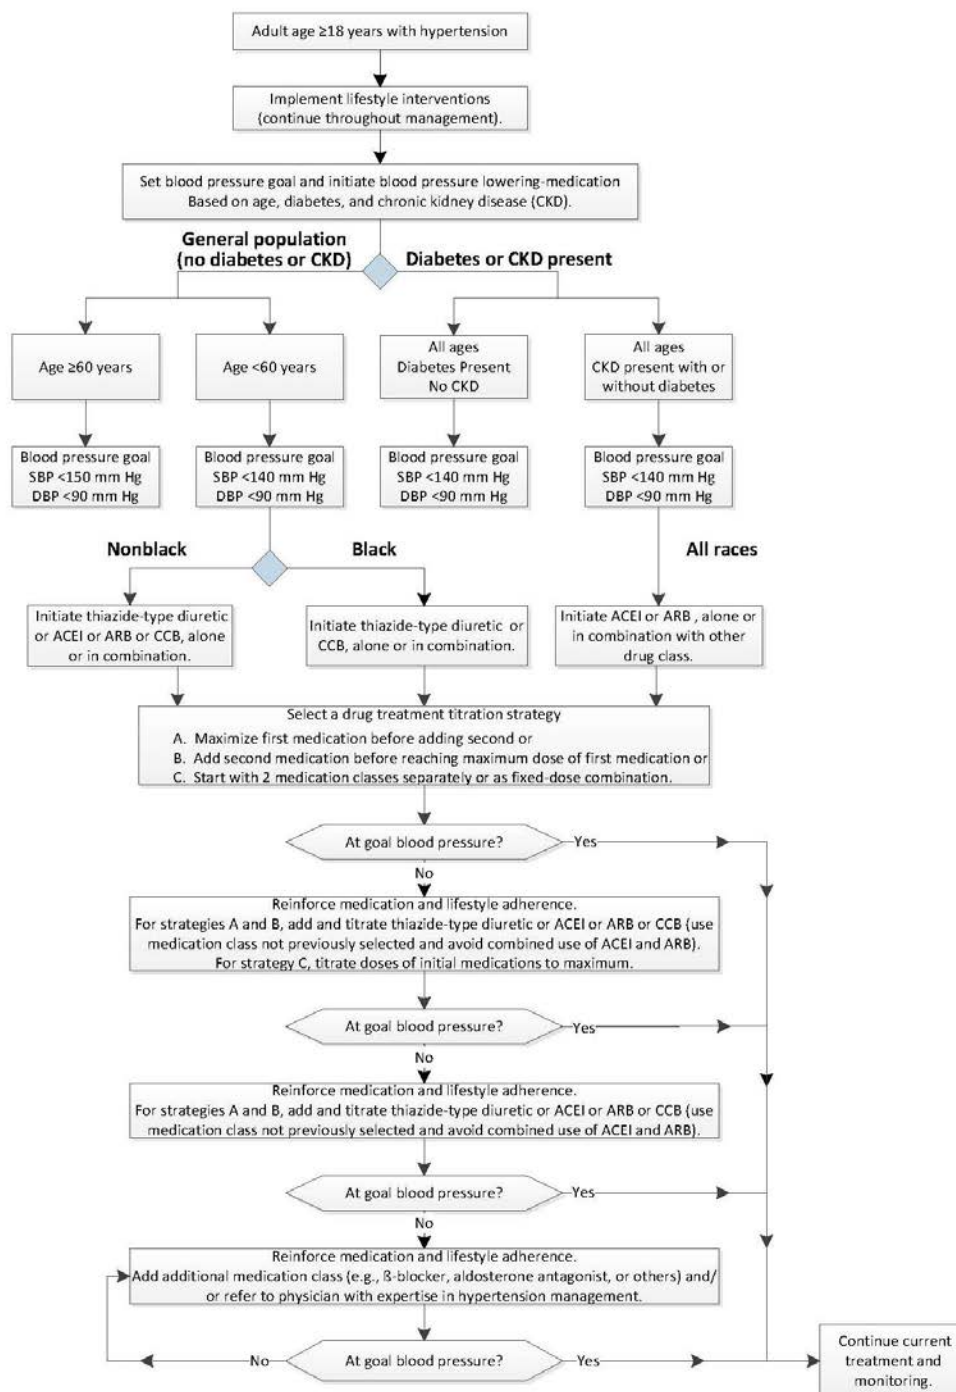 Adult age ≥18 years with hypertension
Implement lifestyle interventions
(continue throughout management).
Set blood pressure goal and initiate blood pressure lowering-medication
Based on age, diabetes, and chronic kidney disease (CKD).
General population
(no diabetes or CKD)
Diabetes or CKD present
Age ≥60 years
Age <60 years
All ages
Diabetes Present
No CKD
All ages
CKD present with or
without diabetes
Blood pressure goal
SBP <150 mm Hg
DBP <90 mm Hg
Blood pressure goal
SBP <140 mm Hg
DBP <90 mm Hg
Blood pressure goal
SBP <140 mm Hg
DBP <90 mm Hg
Blood pressure goal
SBP <140 mm Hg
DBP <90 mm Hg
Nonblack
Black
All races
Initiate thiazide-type diuretic
or ACEI or ARB or CCB, alone
or in combination.
Initiate thiazide-type diuretic or
CCB, alone or in combination.
Initiate ACEI or ARB , alone or
in combination with other
drug class.
Select a drug treatment titration strategy
A. Maximize first medication before adding second or
B. Add second medication before reaching maximum dose of first medication or
C. Start with 2 medication classes separately or as fixed-dose combination.
At goal blood pressure?
Yes
No
Reinforce medication and lifestyle adherence.
For strategies A and B, add and titrate thiazide-type diuretic or ACEI or ARB or CCB (use
medication class not previously selected and avoid combined use of ACEI and ARB).
For strategy C, titrate doses of initial medications to maximum.
At goal blood pressure?
Yes
No
Reinforce medication and lifestyle adherence.
For strategies A and B, add and titrate thiazide-type diuretic or ACEI or ARB or CCB (use
medication class not previously selected and avoid combined use of ACEI and ARB).
At goal blood pressure?
Yes
No
Reinforce medication and lifestyle adherence.
Add additional medication class (e.g., ß-blocker, aldosterone antagonist, or others) and/
or refer to physician with expertise in hypertension management.
No
At goal blood pressure?
Yes
Continue current
treatment and
monitoring.